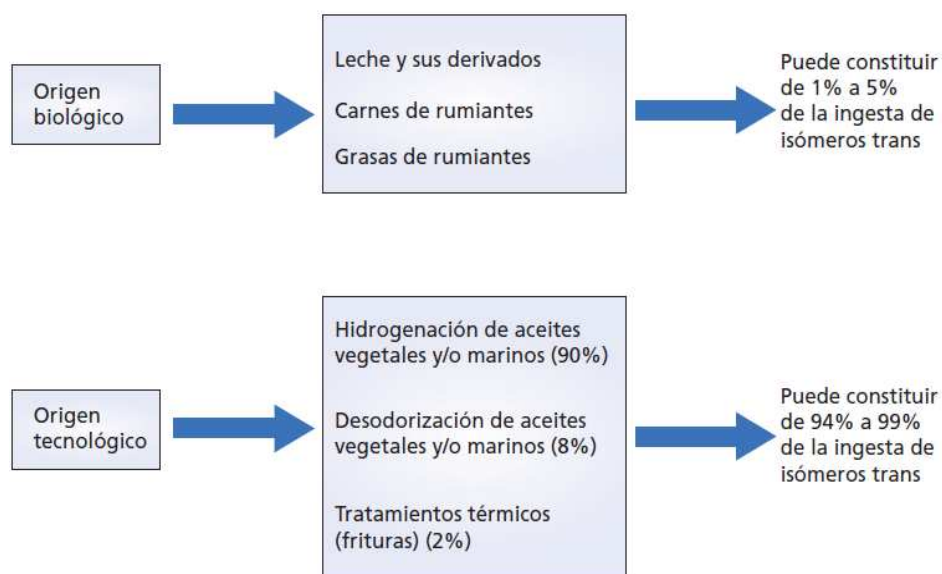 Origen
biológico
Leche y sus derivados
Carnes de rumiantes
Grasas de rumiantes
Puede constituir
de 1% a 5%
de la ingesta de
isómeros trans
Origen
tecnológico
Hidrogenación de aceites
vegetales y/o marinos (90%)
Desodorización de aceites
vegetales y/o marinos (8%)
Tratamientos térmicos
(frituras) (2%)
Puede constituir
de 94% a 99%
de la ingesta de
isómeros trans